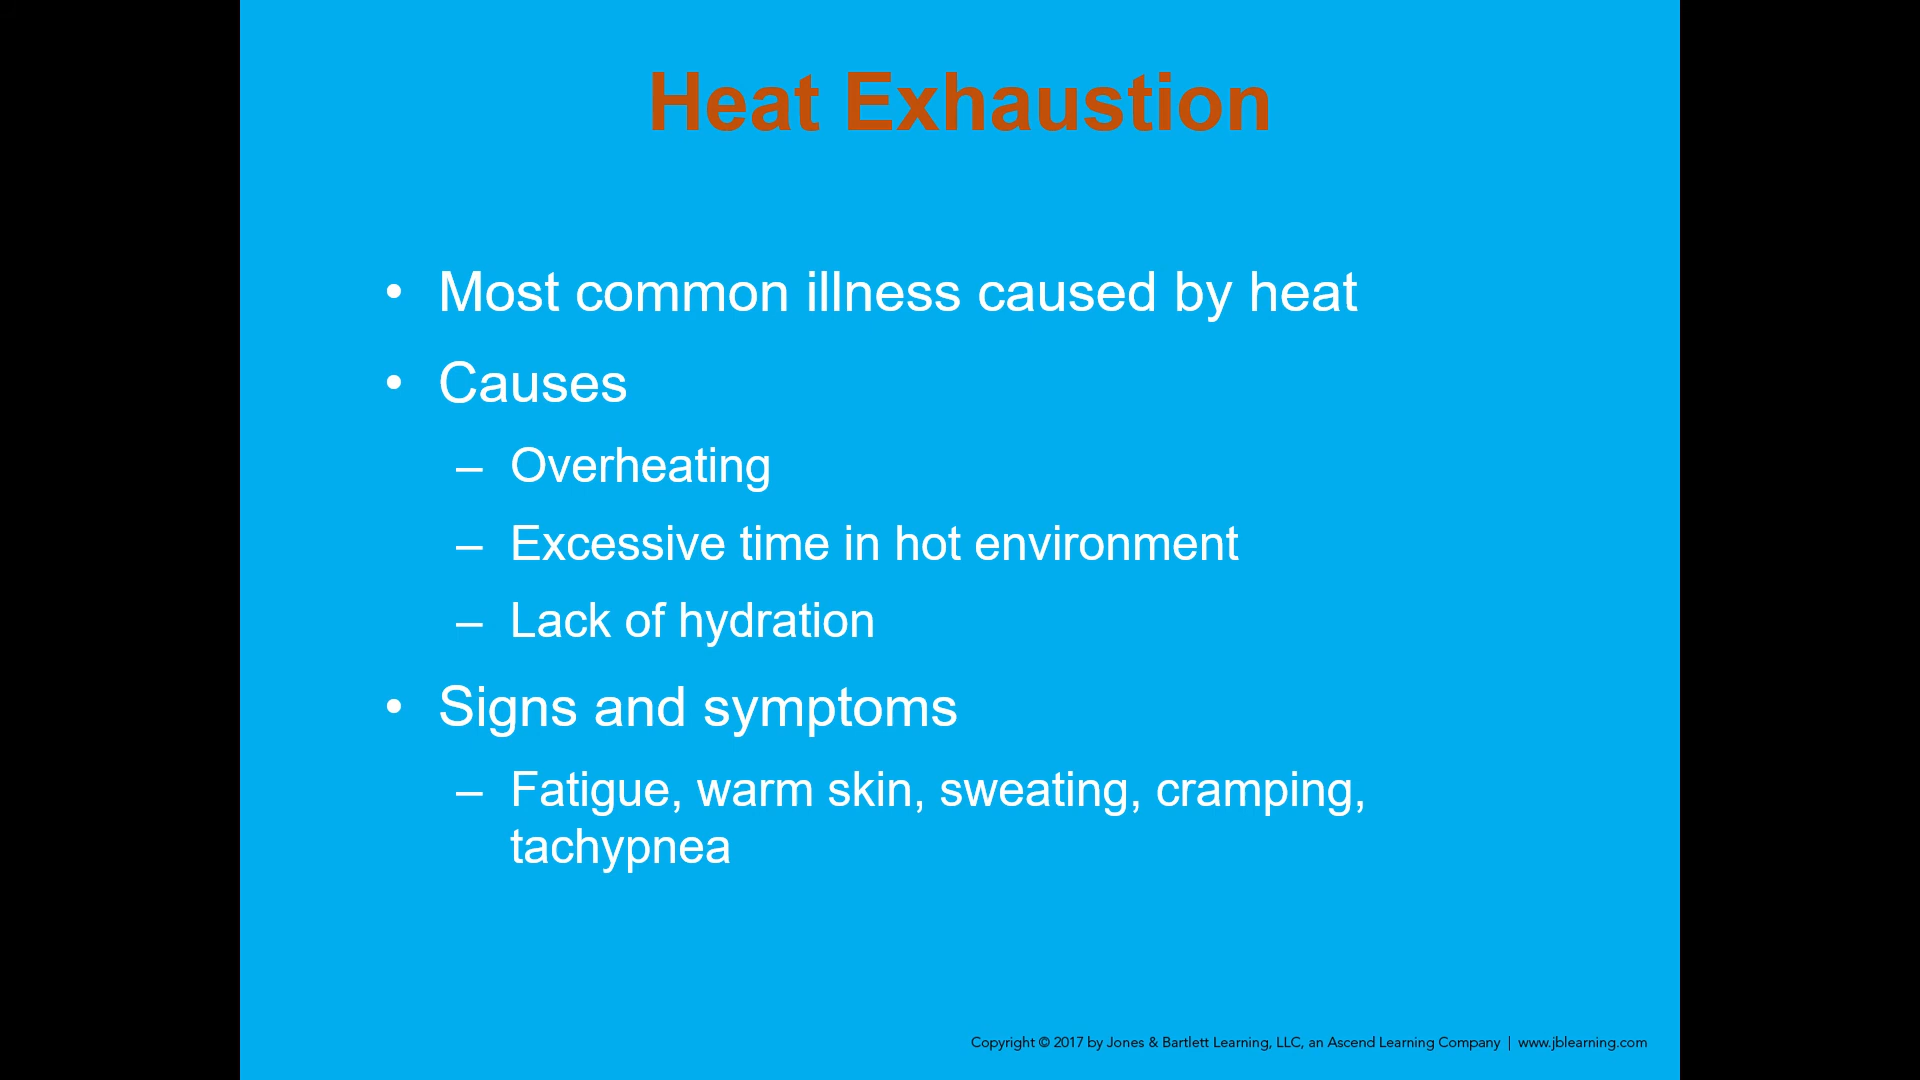 Heat Exhaustion
• Most common illness caused by heat
• Causes
– Overheating
– Excessive time in hot environment
– Lack of hydration
• Signs and symptoms
– Fatigue, warm skin, sweating, cramping,
tachypnea
Copyright © 2017 by Jones & Bartlett Learning, LLC, an Ascend Learning Company | www.jblearning.com